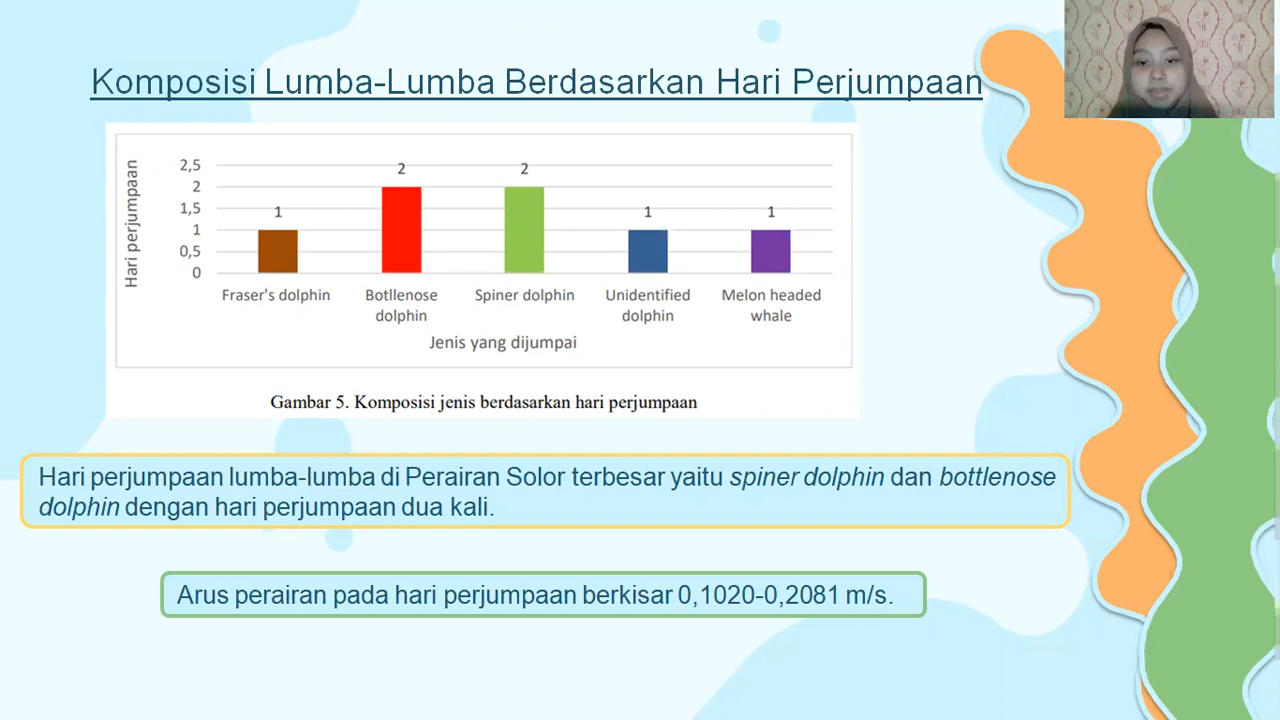 Komposisi Lumba-Lumba Berdasarkan Hari Perjumpaan
Hari perjumpaan
2,5
2
1,5
1
0,5
0
1
2
2
1
1
Fraser's dolphin
Botllenose
dolphin
Spiner dolphin
Unidentified
dolphin
Melon headed
whale
Jenis yang dijumpai
Gambar 5. Komposisi jenis berdasarkan hari perjumpaan
Hari perjumpaan lumba-lumba di Perairan Solor terbesar yaitu spiner dolphin dan bottlenose
dolphin dengan hari perjumpaan dua kali.
Arus perairan pada hari perjumpaan berkisar 0,1020-0,2081 m/s.